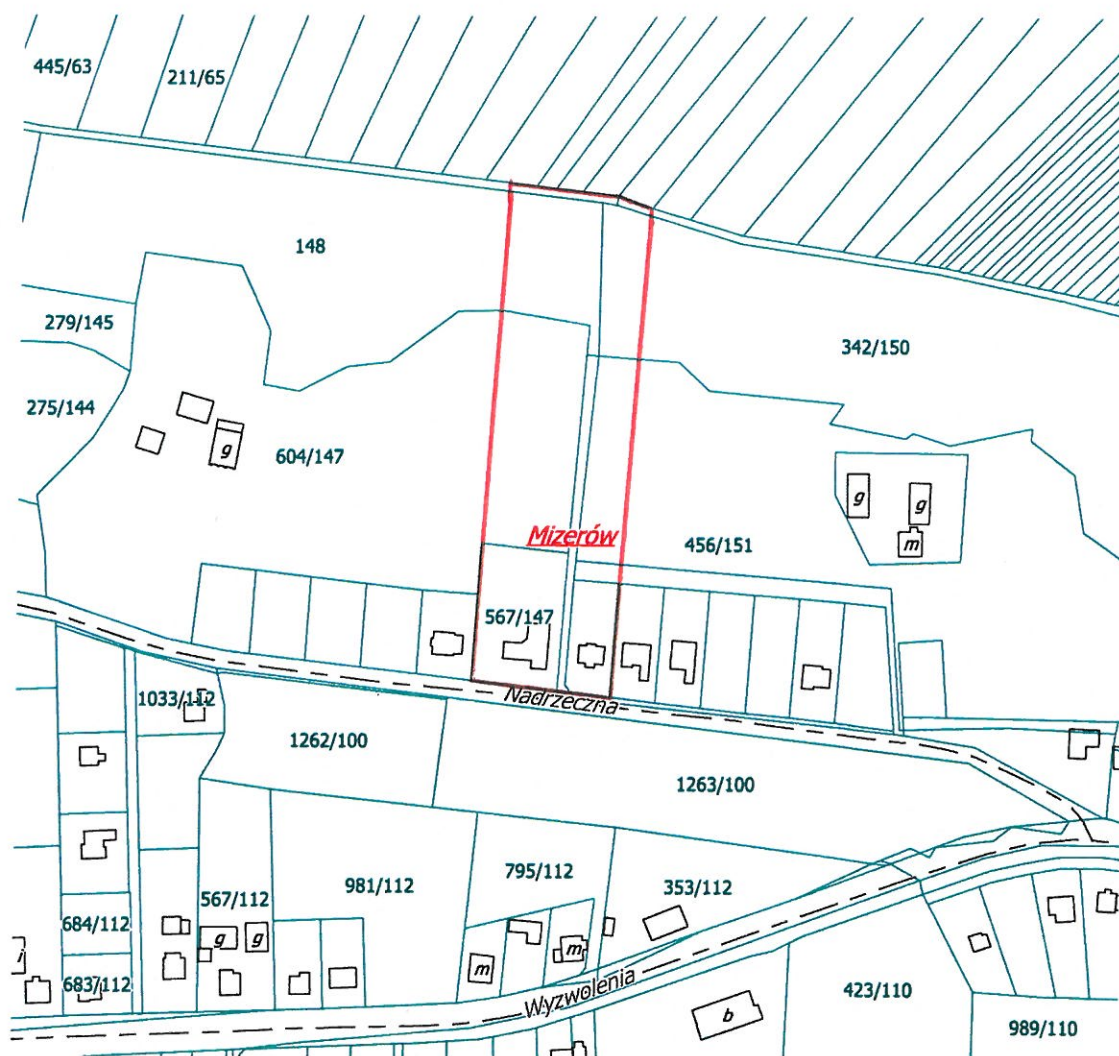 445/63
211/65
148
279/145
342/150
275/144
g
604/147
g
g
m
Mizerów
456/151
567/147
Nadrzeczna
1033/112
1262/100
1263/100
795/112
981/112
353/112
567/112
684/112
g
g
m
m
i
683/112
Wyzwolenia
423/110
b
989/110